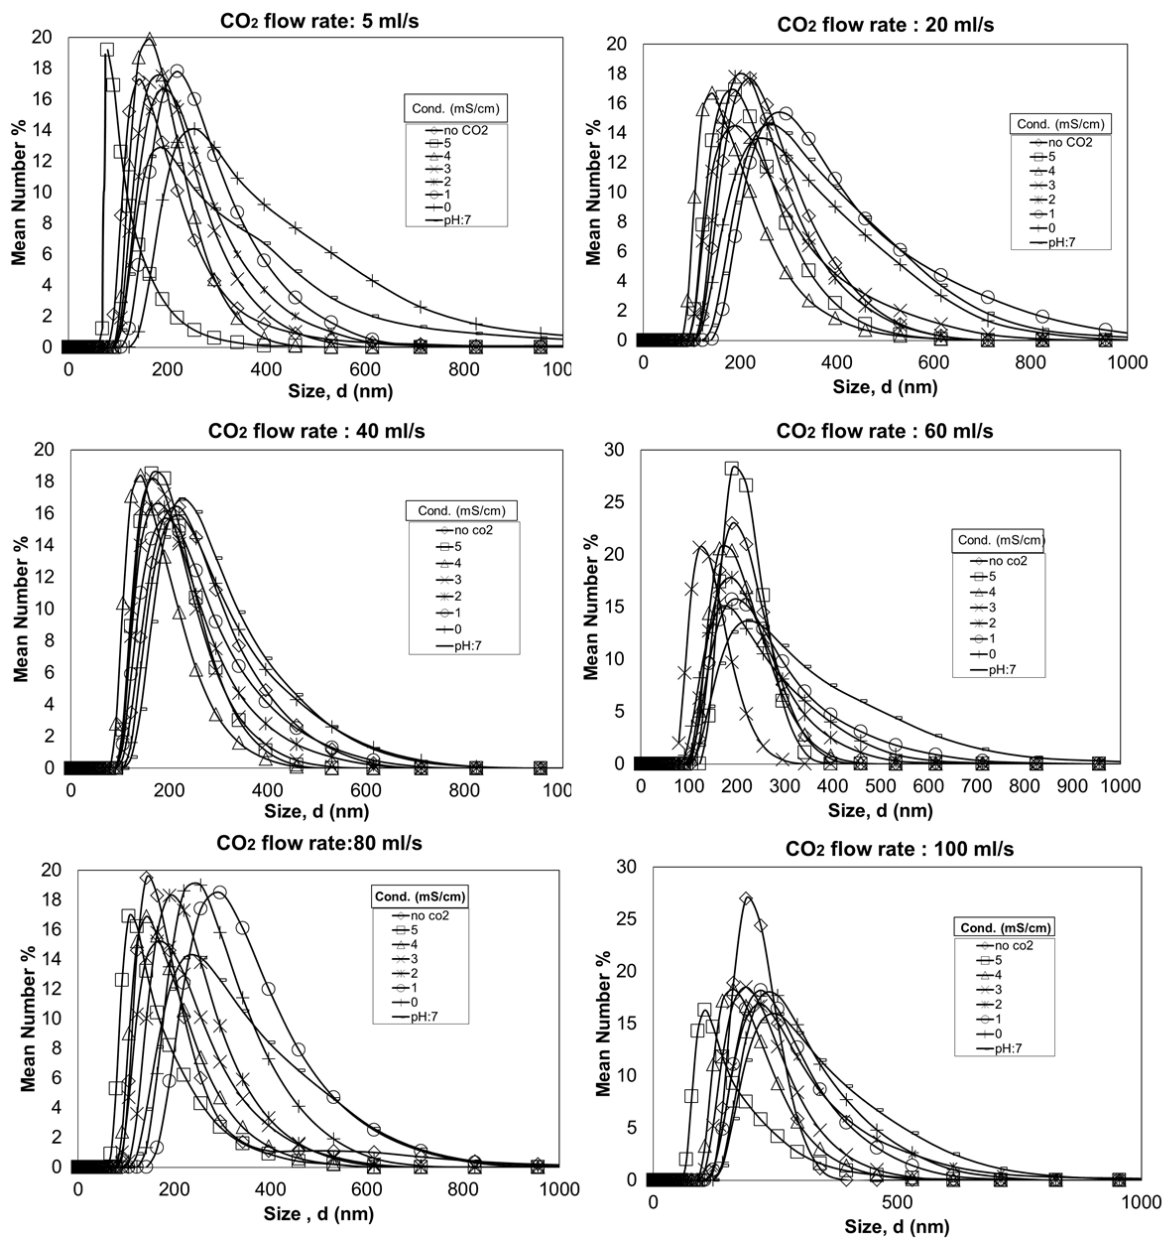 CO2 flow rate: 5 ml/s
Mean Number %
20
18
16
14
12
10
8
6
4
2
0
Cond. (mS/cm)
no CO2
5
4
3
2
1
0
pH:7
0 200 400 600 800 1000
Size, d (nm)
CO2 flow rate : 20 ml/s
Mean Number %
20
18
16
14
12
10
8
6
4
2
0
Cond. (mS/cm)
no CO2
5
4
3
2
1
0
pH:7
0 200 400 600 800 1000
Size, d (nm)
CO2 flow rate : 40 ml/s
Mean Number %
20
18
16
14
12
10
8
6
4
2
0
Cond. (mS/cm)
no co2
5
4
3
2
1
0
pH:7
0 200 400 600 800 1000
Size, d (nm)
CO2 flow rate : 60 ml/s
Mean Number %
30
25
20
15
10
5
0
Cond. (mS/cm)
no co2
5
4
3
2
1
0
pH:7
0 100 200 300 400 500 600 700 800 900 1000
Size, d (nm)
CO2 flow rate:80 ml/s
Mean Number %
20
18
16
14
12
10
8
6
4
2
0
Cond. (mS/cm)
no co2
5
4
3
2
1
0
pH:7
0 200 400 600 800 1000
Size , d (nm)
CO2 flow rate : 100 ml/s
Mean Number %
30
25
20
15
10
5
0
Cond. (mS/cm)
no co2
5
4
3
2
1
0
pH:7
0 500 1000
Size, d (nm)